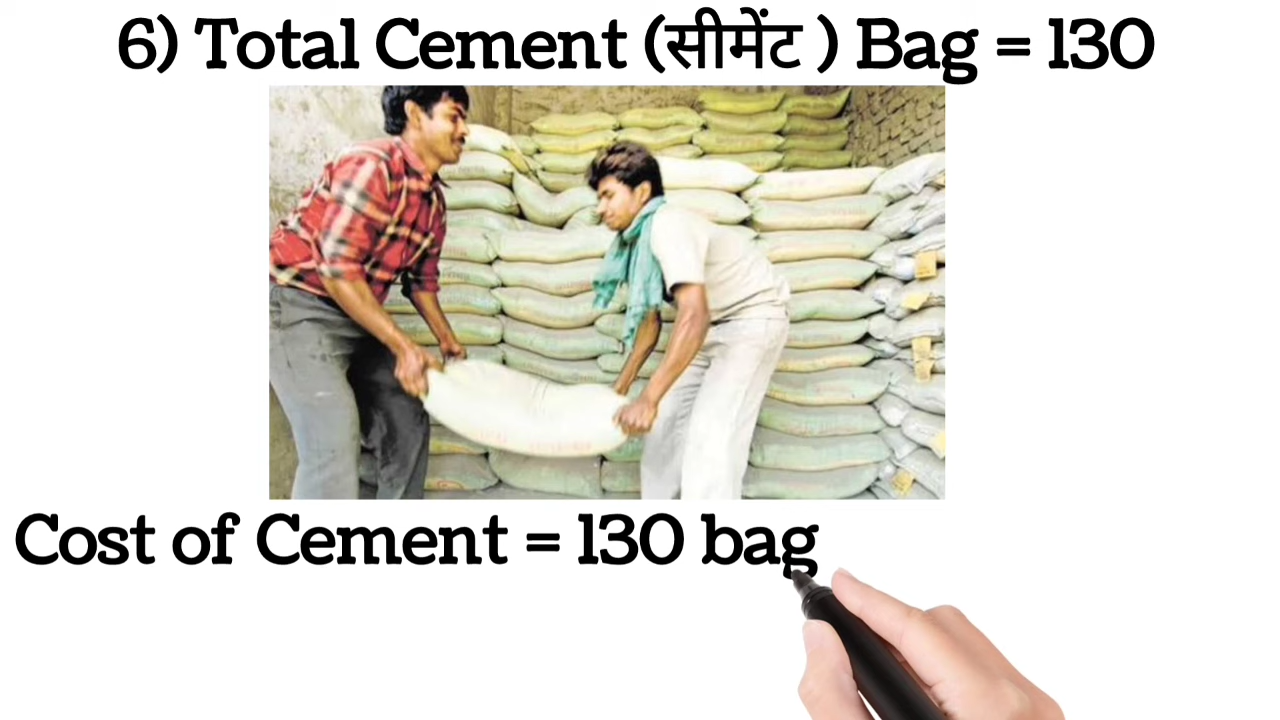 6) Total Cement (सीमेंट ) Bag = 130
Cost of Cement = 130 bag